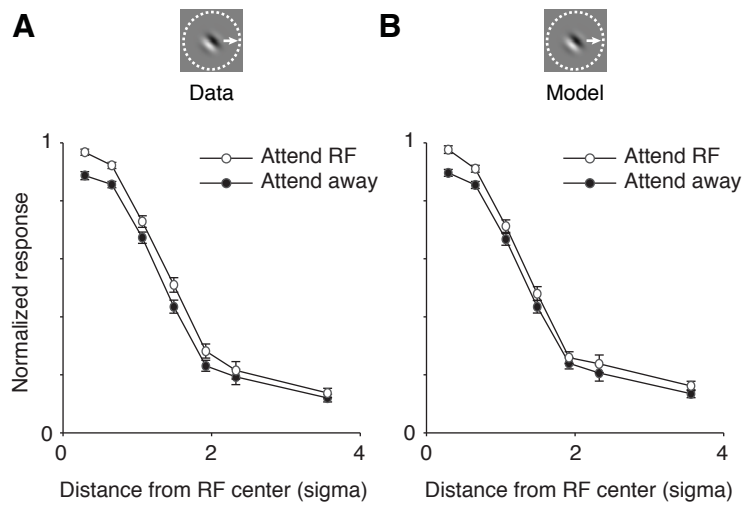 A
Data
Normalized response
1
0
Attend RF
Attend away
0
2
4
Distance from RF center (sigma)
B
Model
1
0
Attend RF
Attend away
0
2
4
Distance from RF center (sigma)